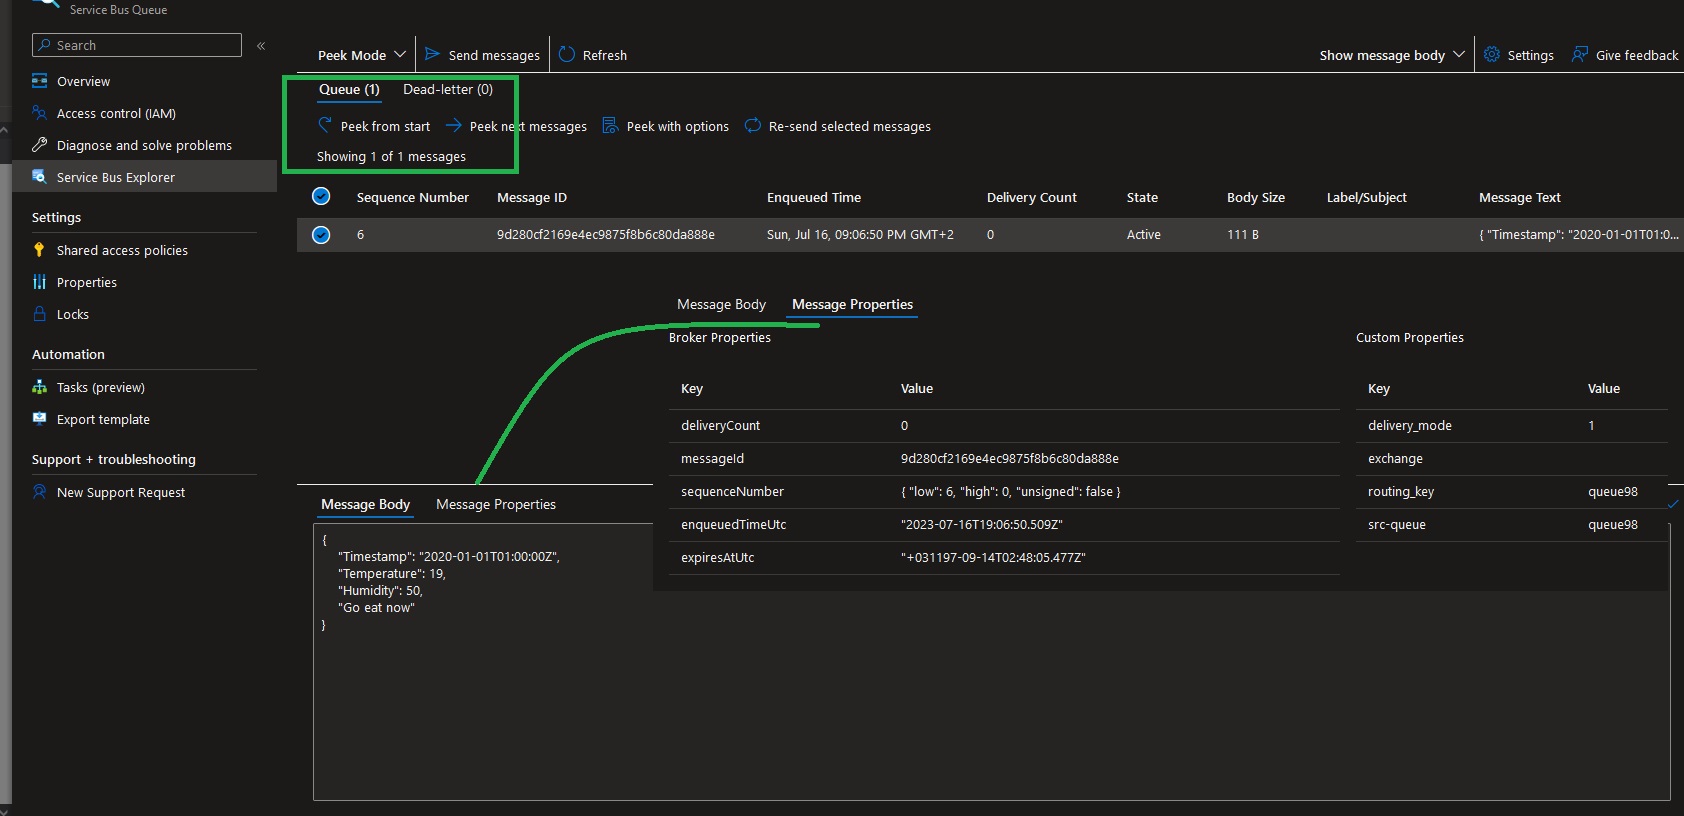 Service Bus Queue
Search
«
Overview
Access control (IAM)
Diagnose and solve problems
Service Bus Explorer
Settings
Shared access policies
Properties
Locks
Automation
Tasks (preview)
Export template
Support + troubleshooting
New Support Request
Peek Mode Send messages Refresh Show message body Settings Give feedback
Queue (1) Dead-letter (0)
Peek from start Peek next messages Peek with options Re-send selected messages
Showing 1 of 1 messages
Sequence Number Message ID Enqueued Time Delivery Count State Body Size Label/Subject Message Text
6 9d280cf2169e4ec9875f8b6c80da888e Sun, Jul 16, 09:06:50 PM GMT+2 0 Active 111 B { "Timestamp": "2020-01-01T01:0...
Message Body Message Properties
Broker Properties
Key Value
deliveryCount 0
messageId 9d280cf2169e4ec9875f8b6c80da888e
sequenceNumber { "low": 6, "high": 0, "unsigned": false }
enqueuedTimeUtc "2023-07-16T19:06:50.509Z"
expiresAtUtc "+031197-09-14T02:48:05.477Z"
Custom Properties
Key Value
delivery_mode 1
exchange
routing_key queue98
src-queue queue98
Message Body Message Properties
{
"Timestamp": "2020-01-01T01:00:00Z",
"Temperature": 19,
"Humidity": 50,
"Go eat now"
}